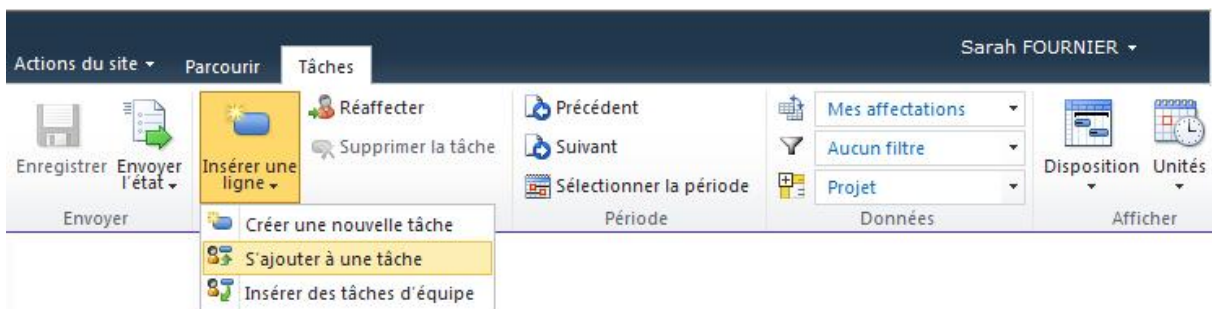 Sarah FOURNIER
Actions du site
Parcourir
Tâches
Enregistrer
Envoyer
l'état
Envoyer
Insérer une
ligne
Réaffecter
Supprimer la tâche
Créer une nouvelle tâche
S'ajouter à une tâche
Insérer des tâches d'équipe
Précédent
Suivant
Sélectionner la période
Période
Mes affectations
Aucun filtre
Projet
Données
Disposition
Unités
Afficher